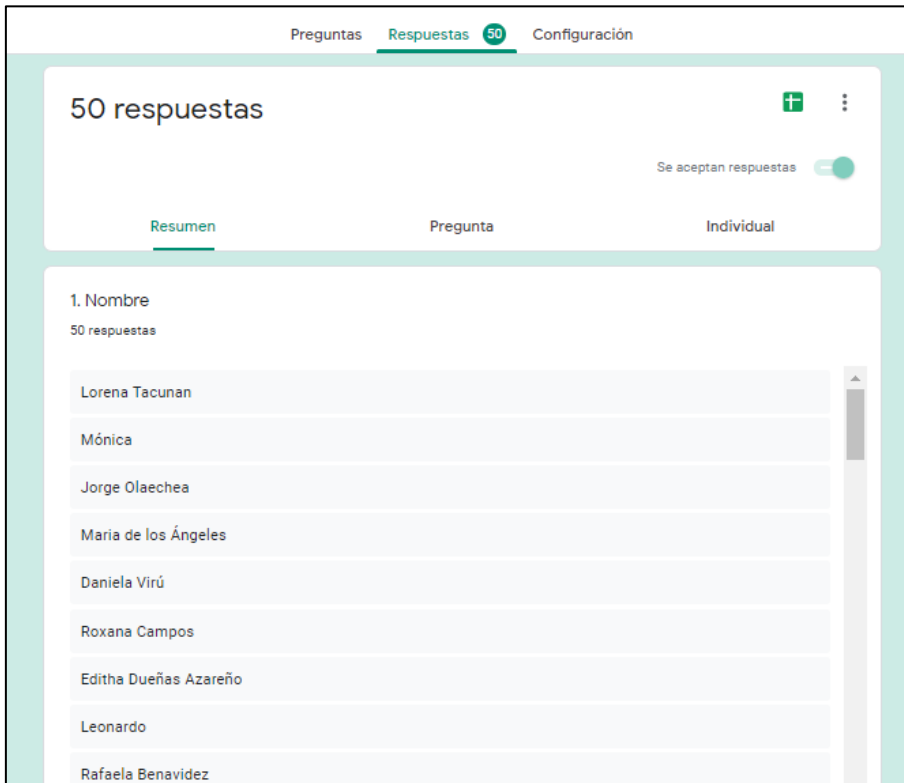 Preguntas Respuestas 50 Configuración
50 respuestas
Se aceptan respuestas
Resumen Pregunta Individual
1. Nombre
50 respuestas
Lorena Tacunan
Mónica
Jorge Olaechea
Maria de los Ángeles
Daniela Virú
Roxana Campos
Editha Dueñas Azareño
Leonardo
Rafaela Benavidez